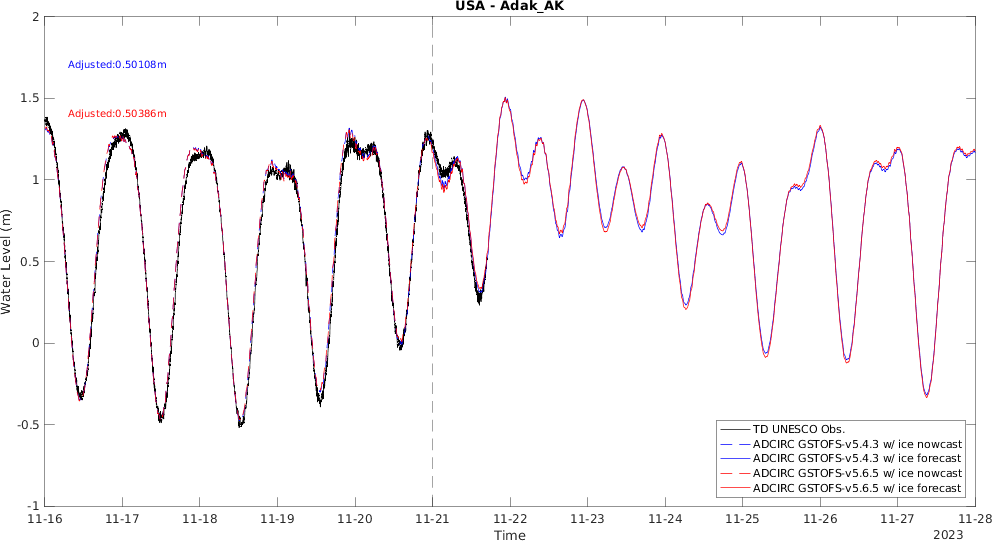 USA - Adak_AK
2
1.5
1
0.5
0
-0.5
-1
Water Level (m)
Adjusted:0.50108m
Adjusted:0.50386m
TD UNESCO Obs.
ADCIRC GSTOFS-v5.4.3 w/ ice nowcast
ADCIRC GSTOFS-v5.4.3 w/ ice forecast
ADCIRC GSTOFS-v5.6.5 w/ ice nowcast
ADCIRC GSTOFS-v5.6.5 w/ ice forecast
11-16 11-17 11-18 11-19 11-20 11-21 11-22 11-23 11-24 11-25 11-26 11-27 11-28
Time
2023